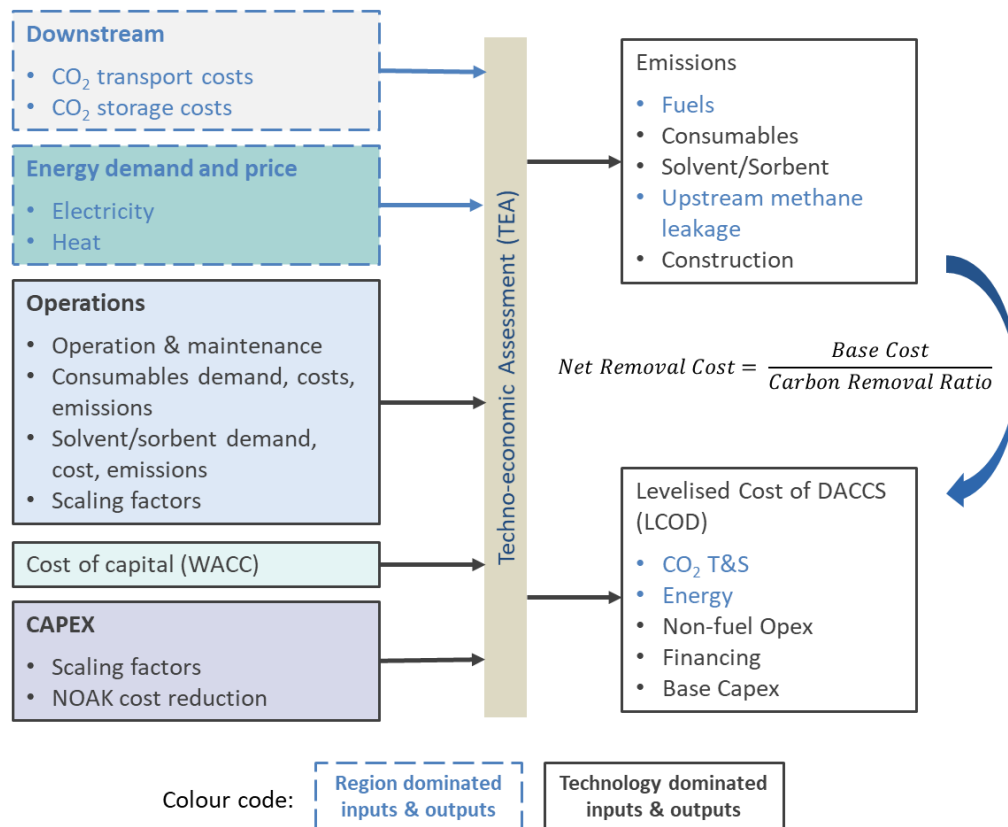 Downstream
• CO₂ transport costs
• CO₂ storage costs
Energy demand and price
• Electricity
• Heat
Operations
• Operation & maintenance
• Consumables demand, costs,
emissions
• Solvent/sorbent demand,
cost, emissions
• Scaling factors
Cost of capital (WACC)
CAPEX
• Scaling factors
• NOAK cost reduction
Techno-economic Assessment (TEA)
Emissions
• Fuels
• Consumables
• Solvent/Sorbent
• Upstream methane
leakage
• Construction
Net Removal Cost = Base Cost / Carbon Removal Ratio
Levelised Cost of DACCS
(LCOD)
• CO₂ T&S
• Energy
• Non-fuel Opex
• Financing
• Base Capex
Colour code:
Region dominated
inputs & outputs
Technology dominated
inputs & outputs